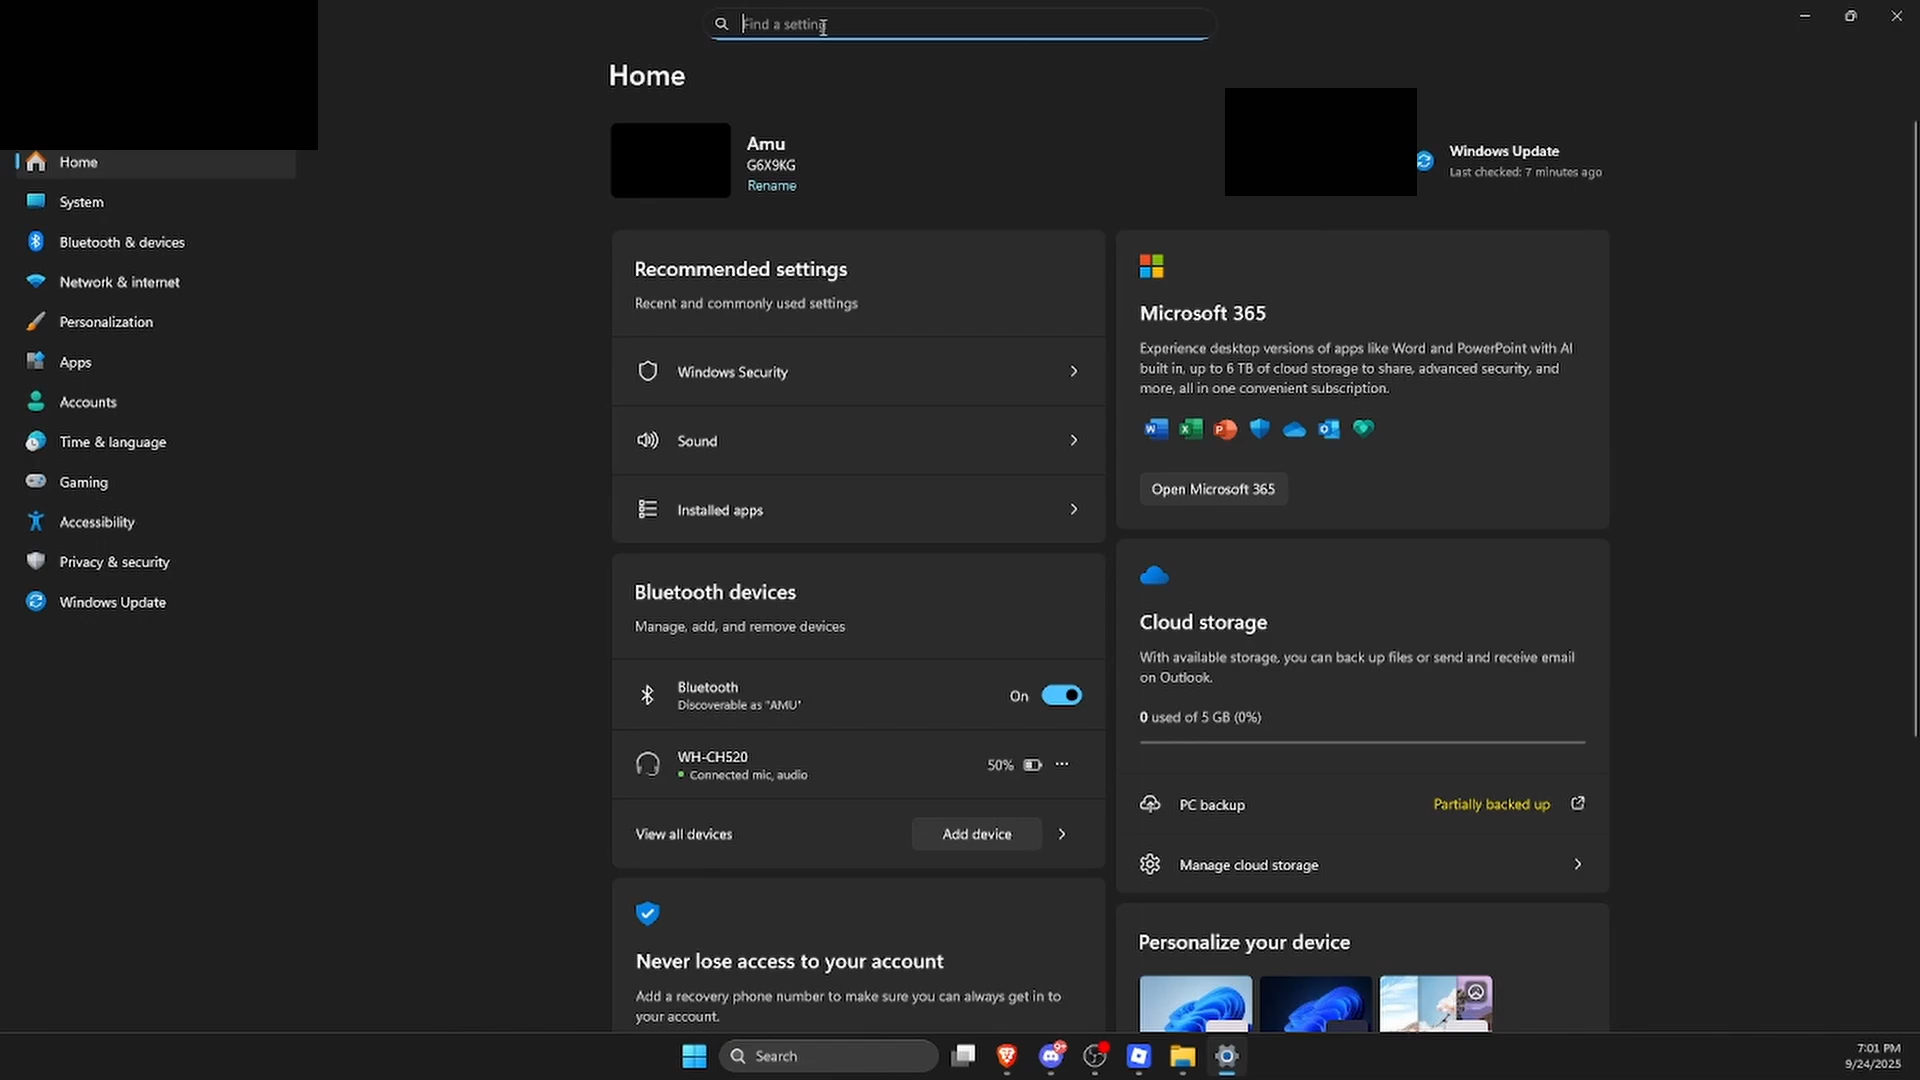 Find a setting
Home
Amu
G6X9KG
Rename
Windows Update
Last checked: 7 minutes ago
Home
System
Bluetooth & devices
Network & internet
Personalization
Apps
Accounts
Time & language
Gaming
Accessibility
Privacy & security
Windows Update
Recommended settings
Recent and commonly used settings
Windows Security
Sound
Installed apps
Bluetooth devices
Manage, add, and remove devices
Bluetooth
Discoverable as "AMU"
On
WH-CH520
Connected mic, audio
50%
View all devices
Add device
Never lose access to your account
Add a recovery phone number to make sure you can always get in to
your account.
Microsoft 365
Experience desktop versions of apps like Word and PowerPoint with AI
built in, up to 6 TB of cloud storage to share, advanced security, and
more, all in one convenient subscription.
Open Microsoft 365
Cloud storage
With available storage, you can back up files or send and receive email
on Outlook.
0 used of 5 GB (0%)
PC backup
Partially backed up
Manage cloud storage
Personalize your device
Search
9+
7:01 PM
9/24/2025